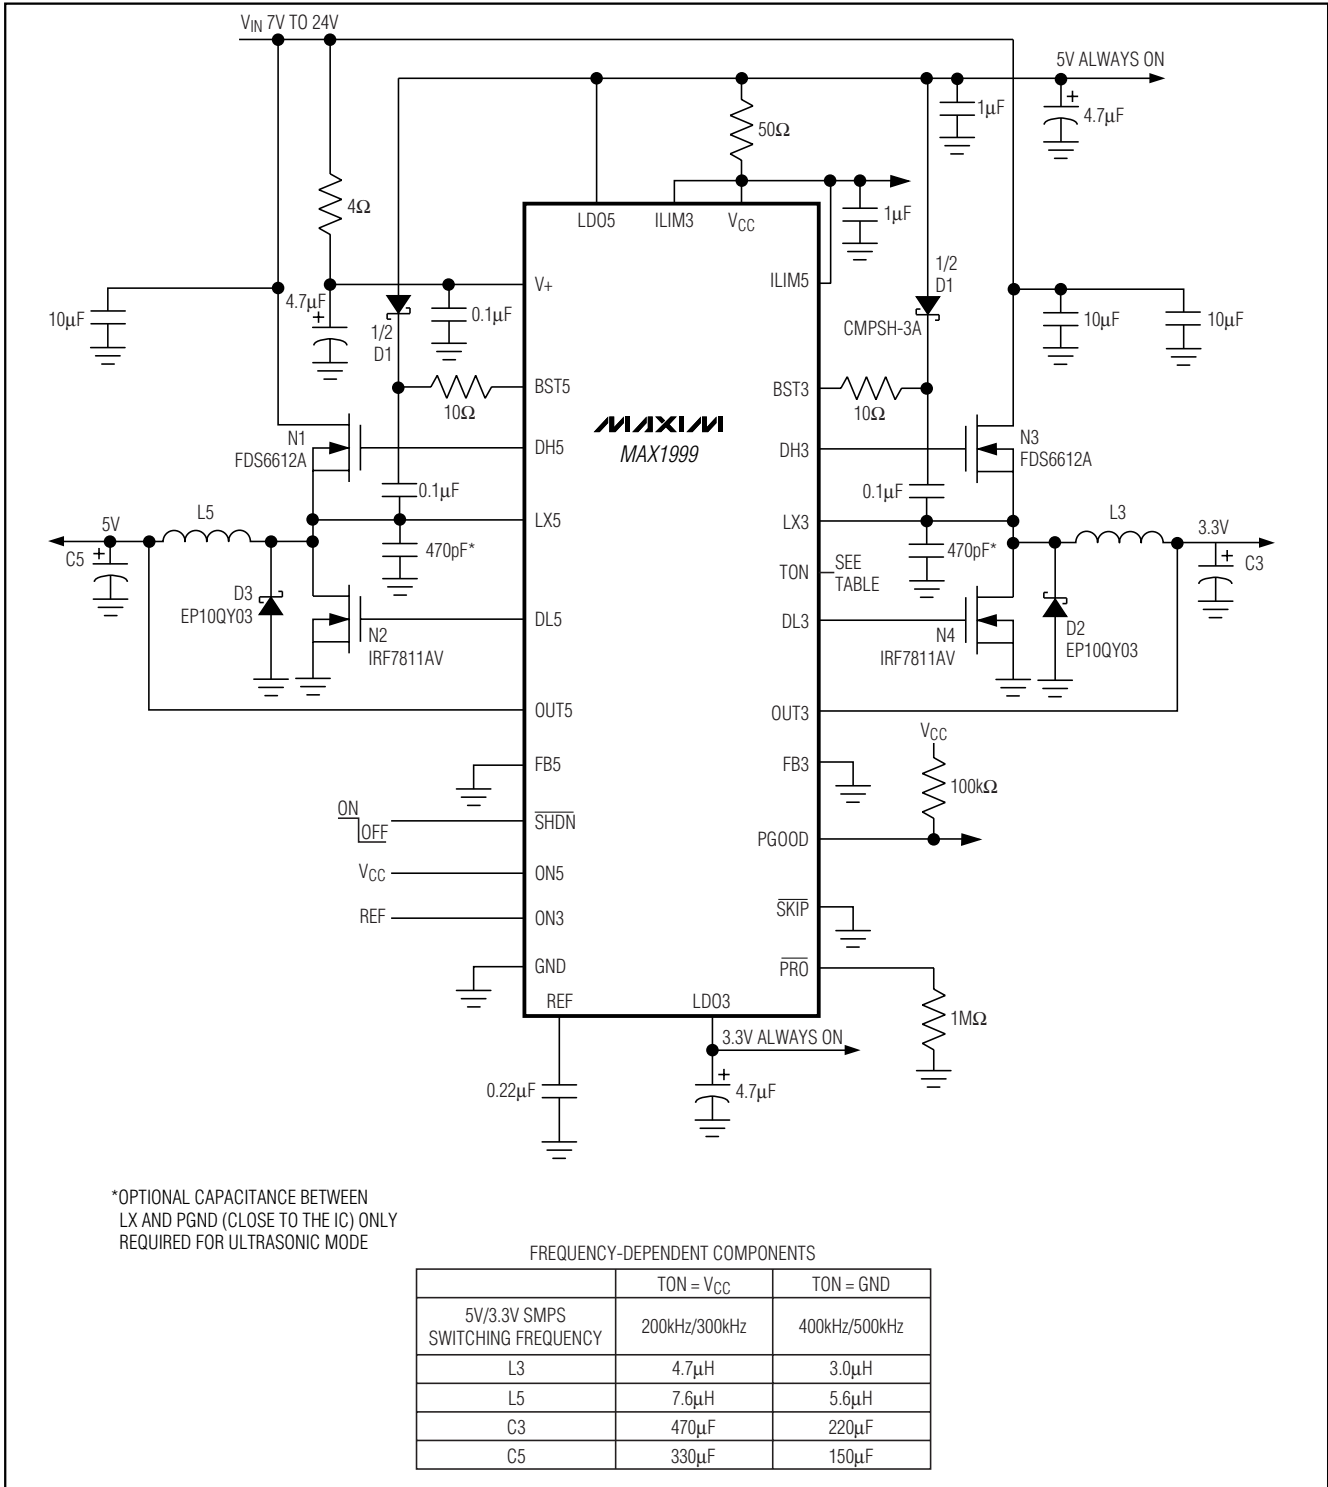 VIN 7V TO 24V
5V ALWAYS ON
1μF
4.7μF
50Ω
4Ω
LDO5
ILIM3
VCC
1μF
V+
ILIM5
1/2
D1
4.7μF
10μF
0.1μF
1/2
D1
CMPSH-3A
10μF
10μF
BST5
BST3
10Ω
10Ω
MAXIM
MAX1999
N1
FDS6612A
DH5
DH3
N3
FDS6612A
0.1μF
0.1μF
L5
5V
LX5
LX3
L3
3.3V
C5
470pF*
470pF*
C3
TON
SEE
TABLE
D3
EP10QY03
DL5
DL3
N2
IRF7811AV
N4
IRF7811AV
D2
EP10QY03
OUT5
OUT3
VCC
FB5
FB3
100kΩ
ON
OFF
SHDN
PGOOD
VCC
ON5
REF
ON3
SKIP
GND
PRO
REF
LDO3
1MΩ
3.3V ALWAYS ON
0.22μF
4.7μF
*OPTIONAL CAPACITANCE BETWEEN
LX AND PGND (CLOSE TO THE IC) ONLY
REQUIRED FOR ULTRASONIC MODE
FREQUENCY-DEPENDENT COMPONENTS
TON = VCC TON = GND
5V/3.3V SMPS
SWITCHING FREQUENCY 200kHz/300kHz 400kHz/500kHz
L3 4.7μH 3.0μH
L5 7.6μH 5.6μH
C3 470μF 220μF
C5 330μF 150μF